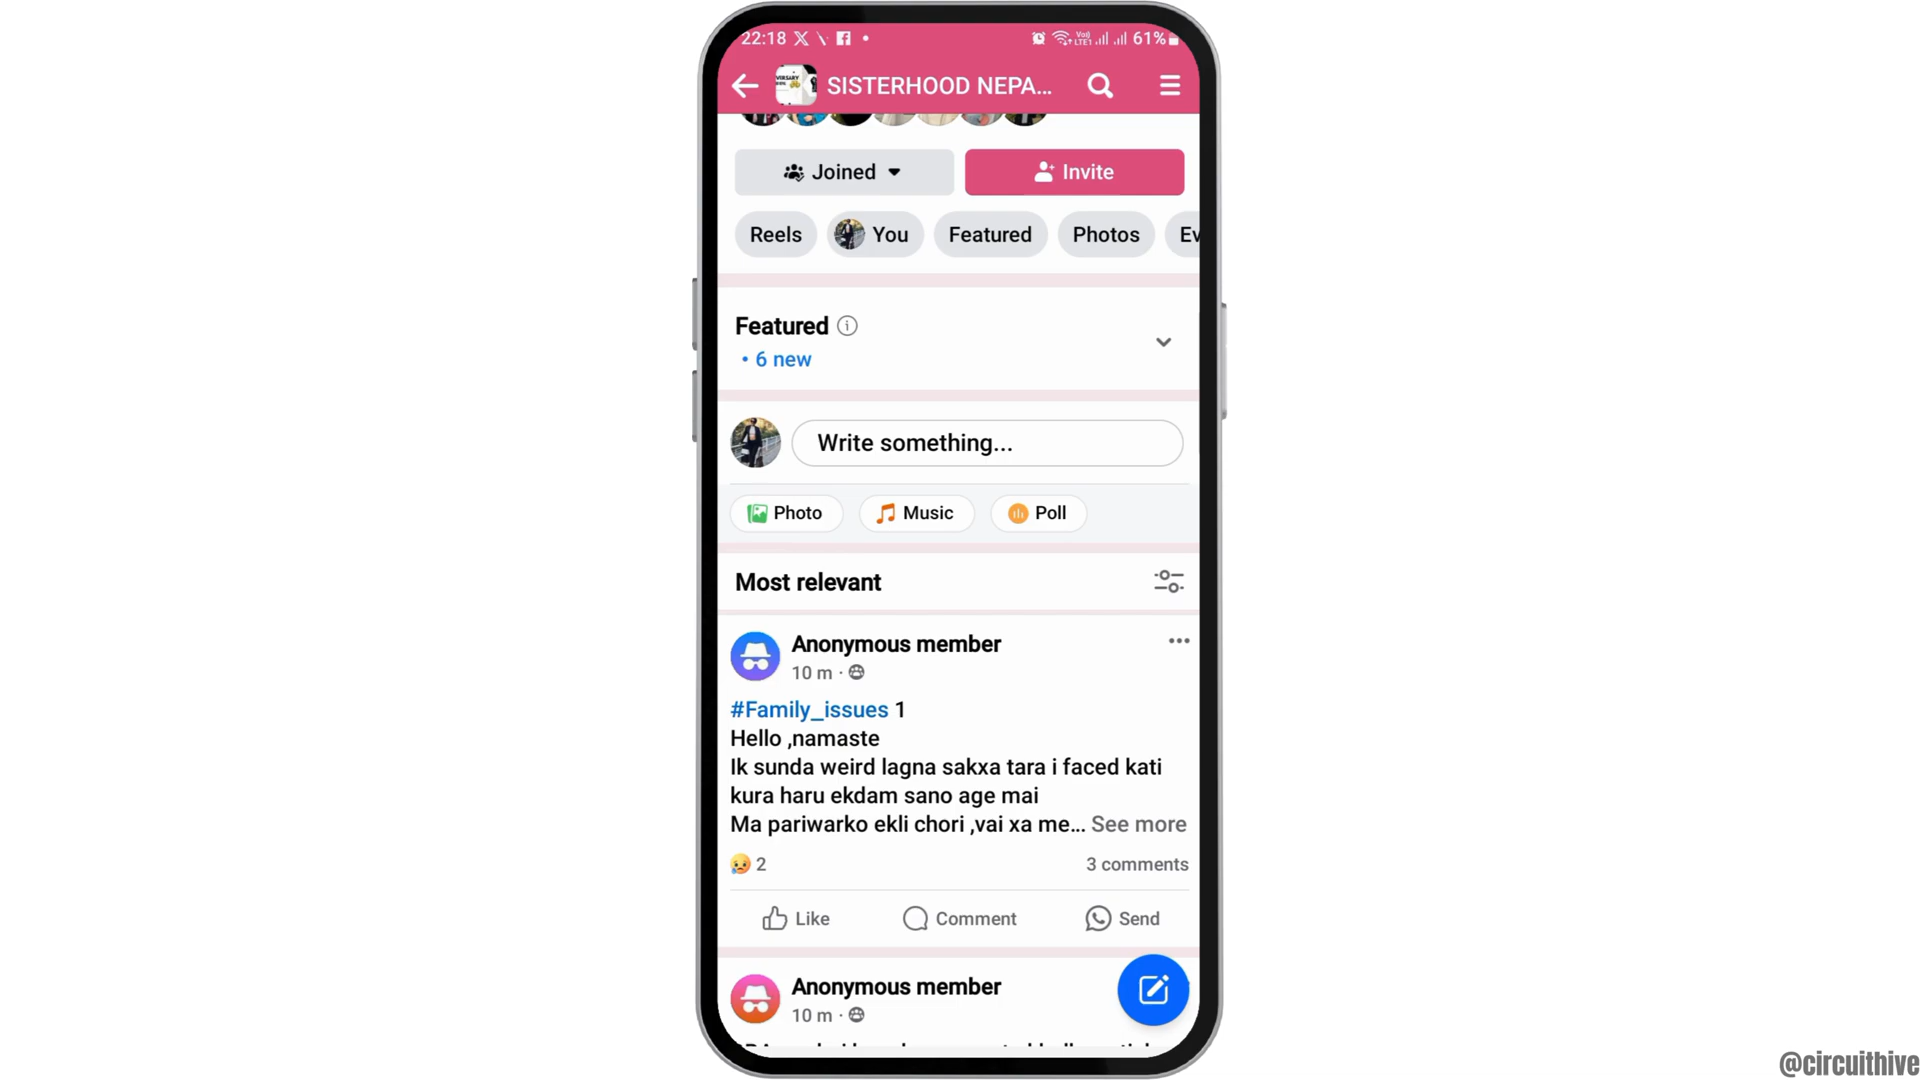 22:18
61%
SISTERHOOD NEPA...
Joined
Invite
Reels
You
Featured
Photos
Ev
Featured
• 6 new
Write something...
Photo
Music
Poll
Most relevant
Anonymous member
10 m ·
#Family_issues 1
Hello ,namaste
Ik sunda weird lagna sakxa tara i faced kati
kura haru ekdam sano age mai
Ma pariwarko ekli chori ,vai xa me... See more
2
3 comments
Like
Comment
Send
Anonymous member
10 m ·
@circuithive